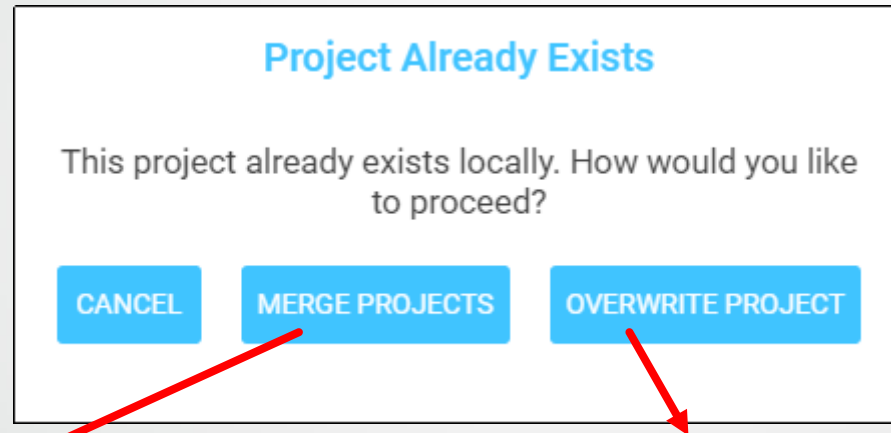 Project Already Exists
This project already exists locally. How would you like
to proceed?
CANCEL MERGE PROJECTS OVERWRITE PROJECT